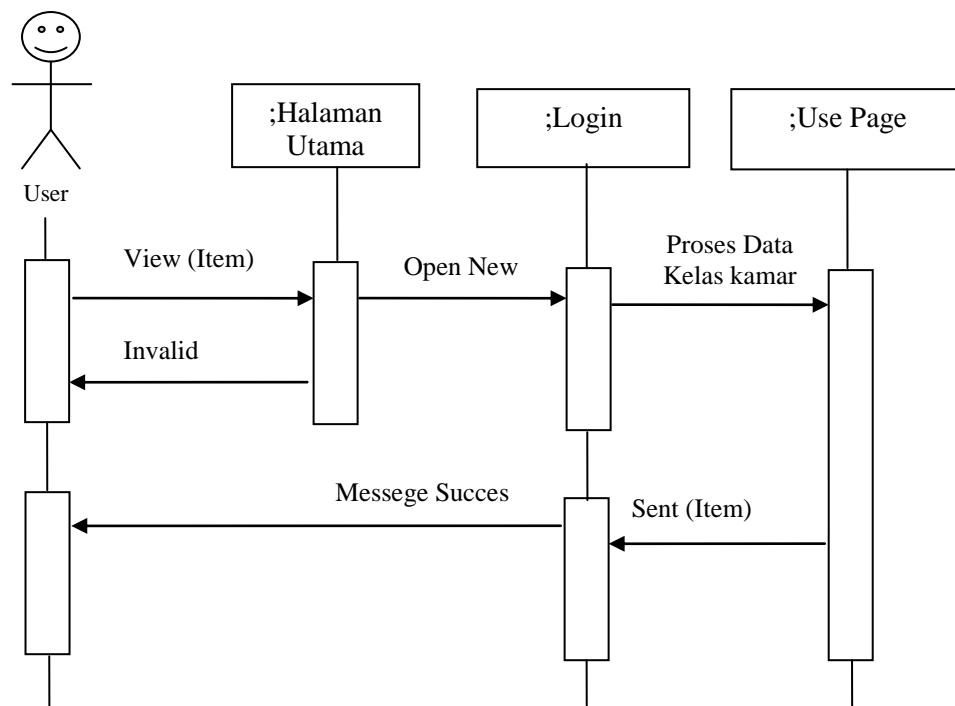 ;Halaman
Utama
;Login
;Use Page
User
View (Item)
Open New
Proses Data
Kelas kamar
Invalid
Messege Succes
Sent (Item)